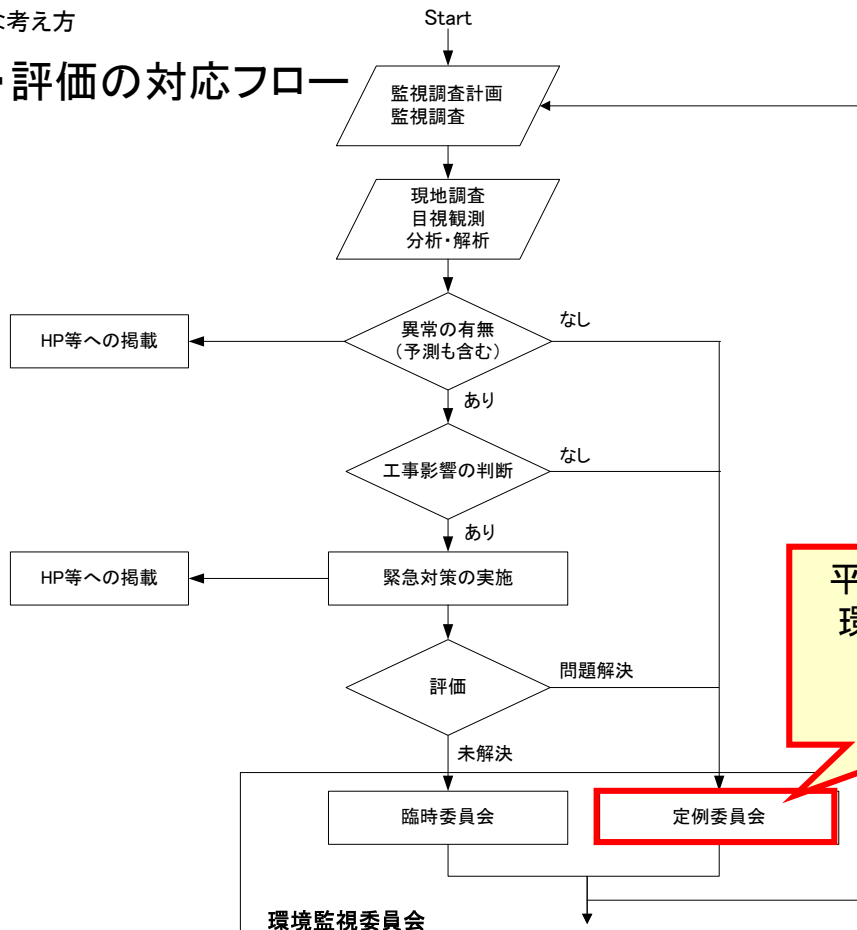 な考え方
Start
・評価の対応フロー
監視調査計画
監視調査
現地調査
目視観測
分析・解析
異常の有無
（予測も含む）
なし
HP等への掲載
あり
工事影響の判断
なし
あり
緊急対策の実施
HP等への掲載
平
環
評価
問題解決
未解決
臨時委員会
定例委員会
環境監視委員会